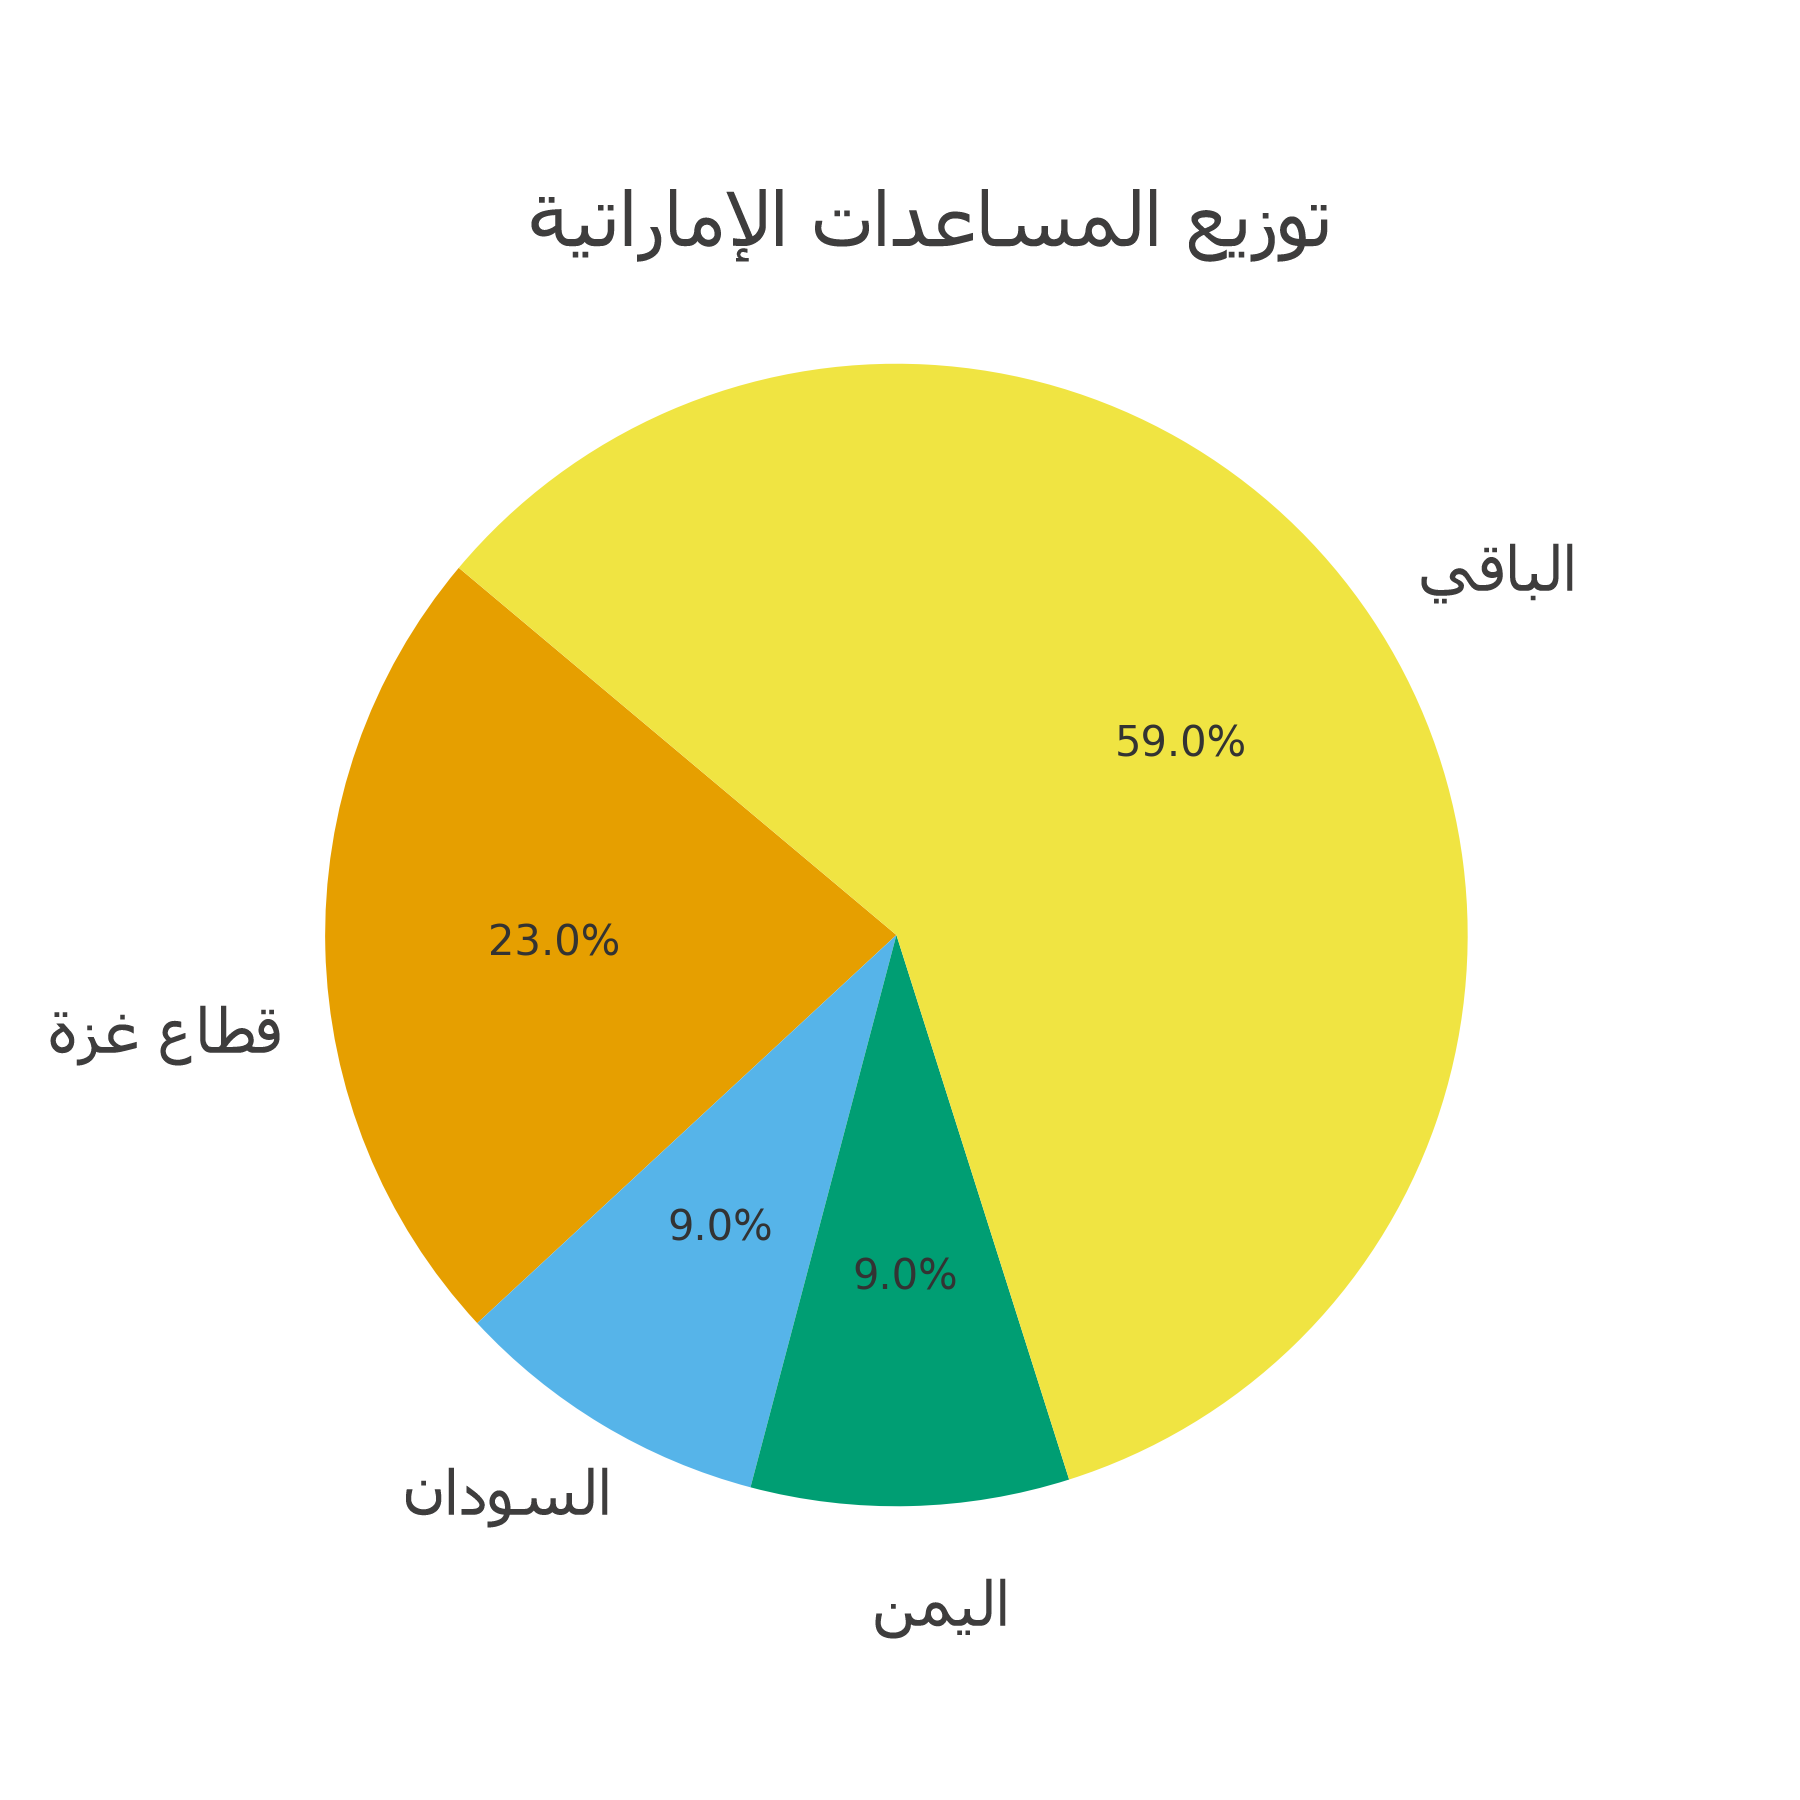 توزيع المساعدات الإماراتية
الباقي
59.0%
23.0%
قطاع غزة
9.0%
9.0%
السودان
اليمن